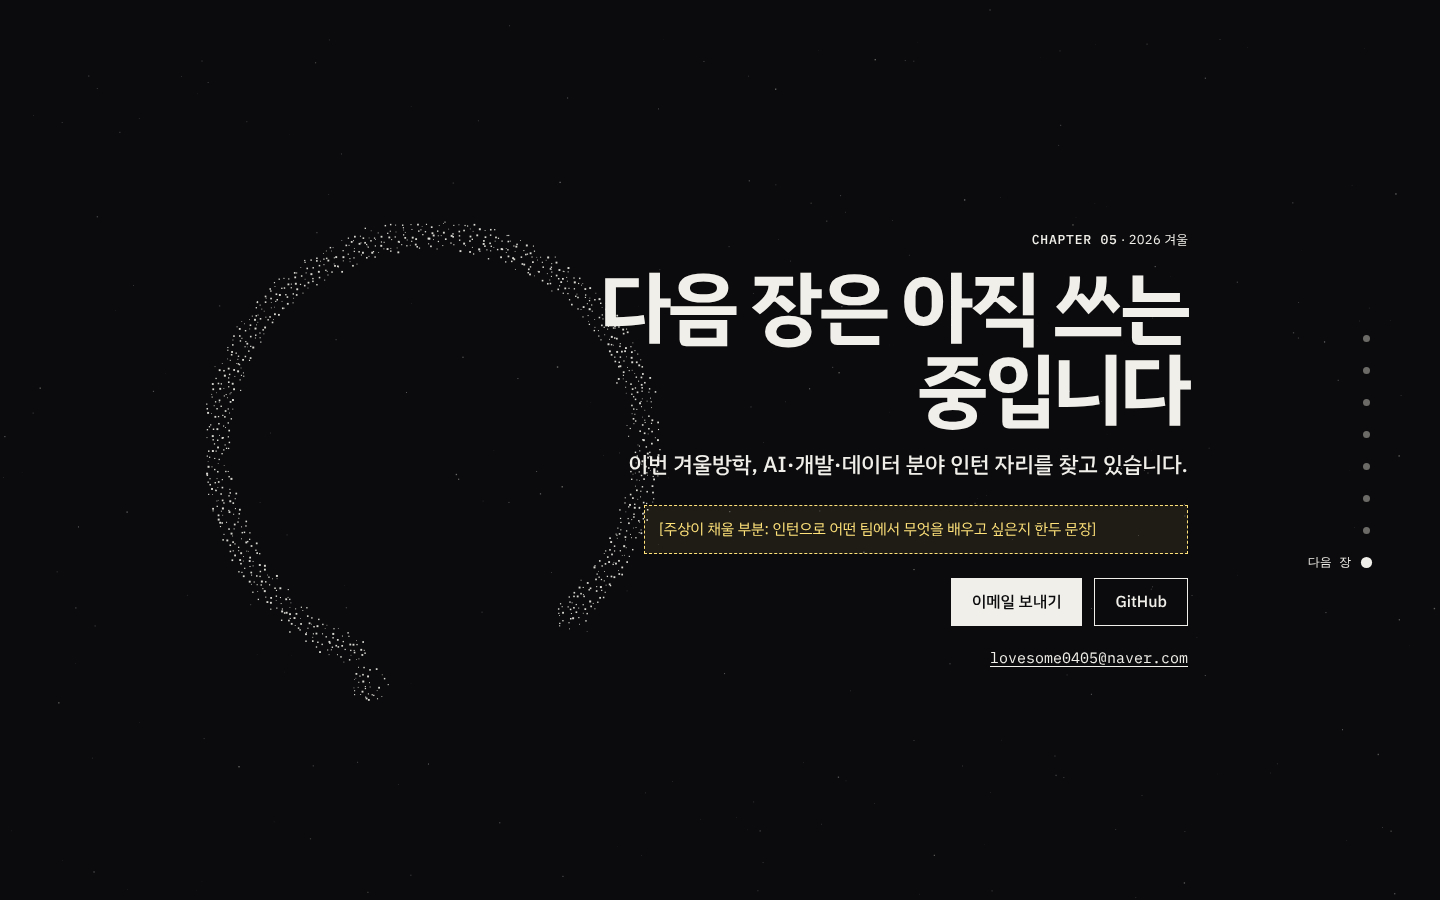 CHAPTER 05 · 2026 겨울
다음 장은 아직 쓰는
중입니다
이번 겨울방학, AI·개발·데이터 분야 인턴 자리를 찾고 있습니다.
[주상이 채울 부분: 인턴으로 어떤 팀에서 무엇을 배우고 싶은지 한두 문장]
다음 장
이메일 보내기
GitHub
lovesome0405@naver.com